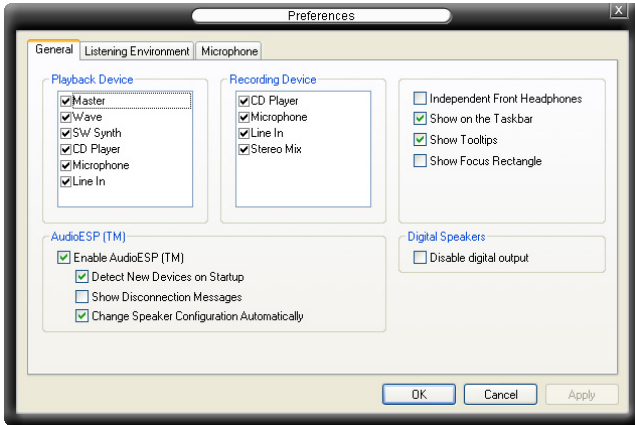 Preferences
X
General Listening Environment Microphone
Playback Device
Master
Wave
SW Synth
CD Player
Microphone
Line In
Recording Device
CD Player
Microphone
Line In
Stereo Mix
Independent Front Headphones
Show on the Taskbar
Show Tooltips
Show Focus Rectangle
AudioESP (TM)
Enable AudioESP (TM)
Detect New Devices on Startup
Show Disconnection Messages
Change Speaker Configuration Automatically
Digital Speakers
Disable digital output
OK Cancel Apply